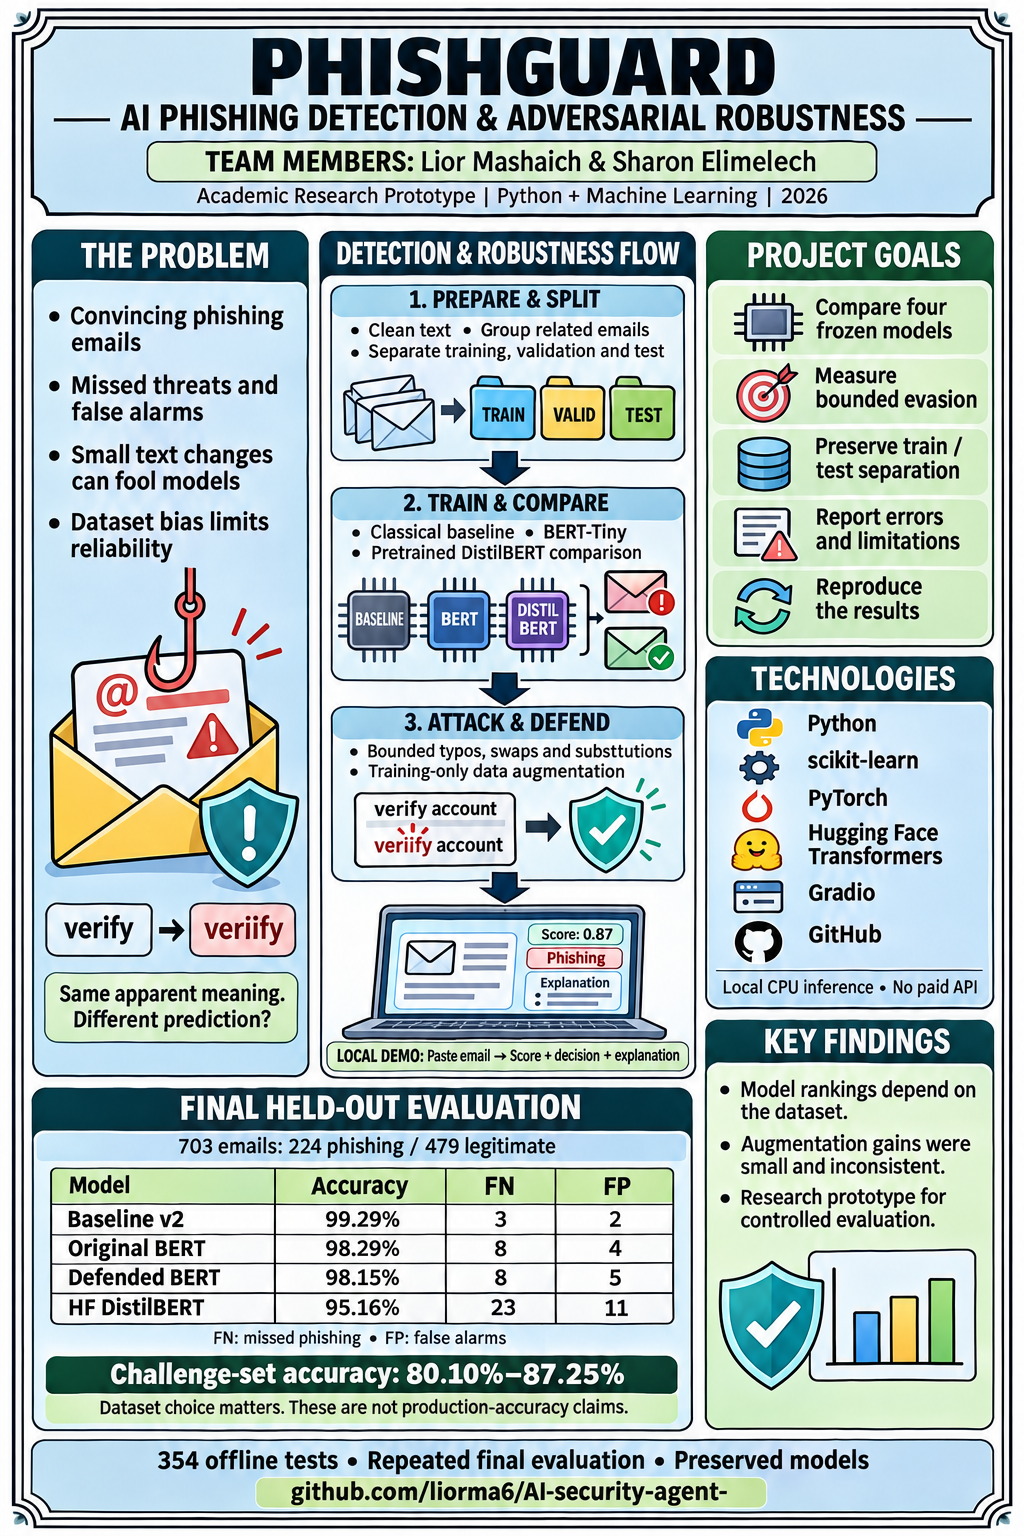 PHISHGUARD
AI PHISHING DETECTION & ADVERSARIAL ROBUSTNESS
TEAM MEMBERS: Lior Mashaich & Sharon Elimelech
Academic Research Prototype | Python + Machine Learning | 2026
THE PROBLEM
• Convincing phishing
emails
• Missed threats and
false alarms
• Small text changes
can fool models
• Dataset bias limits
reliability
@
verify → veriify
Same apparent meaning.
Different prediction?
DETECTION & ROBUSTNESS FLOW
1. PREPARE & SPLIT
• Clean text • Group related emails
• Separate training, validation and test
TRAIN VALID TEST
2. TRAIN & COMPARE
• Classical baseline • BERT-Tiny
• Pretrained DistilBERT comparison
BASELINE BERT DISTIL
BERT
3. ATTACK & DEFEND
• Bounded typos, swaps and substtutions
• Training-only data augmentation
verify account
veriify account
Score: 0.87
Phishing
Explanation
LOCAL DEMO: Paste email → Score + decision + explanation
PROJECT GOALS
Compare four
frozen models
Measure
bounded evasion
Preserve train /
test separation
Report errors
and limitations
Reproduce
the results
TECHNOLOGIES
Python
scikit-learn
PyTorch
Hugging Face
Transformers
Gradio
GitHub
Local CPU inference • No paid API
KEY FINDINGS
• Model rankings depend on
the dataset.
• Augmentation gains were
small and inconsistent.
• Research prototype for
controlled evaluation.
FINAL HELD-OUT EVALUATION
703 emails: 224 phishing / 479 legitimate
Model Accuracy FN FP
Baseline v2 99.29% 3 2
Original BERT 98.29% 8 4
Defended BERT 98.15% 8 5
HF DistilBERT 95.16% 23 11
FN: missed phishing • FP: false alarms
Challenge-set accuracy: 80.10%–87.25%
Dataset choice matters. These are not production-accuracy claims.
354 offline tests • Repeated final evaluation • Preserved models
github.com/liorma6/AI-security-agent-